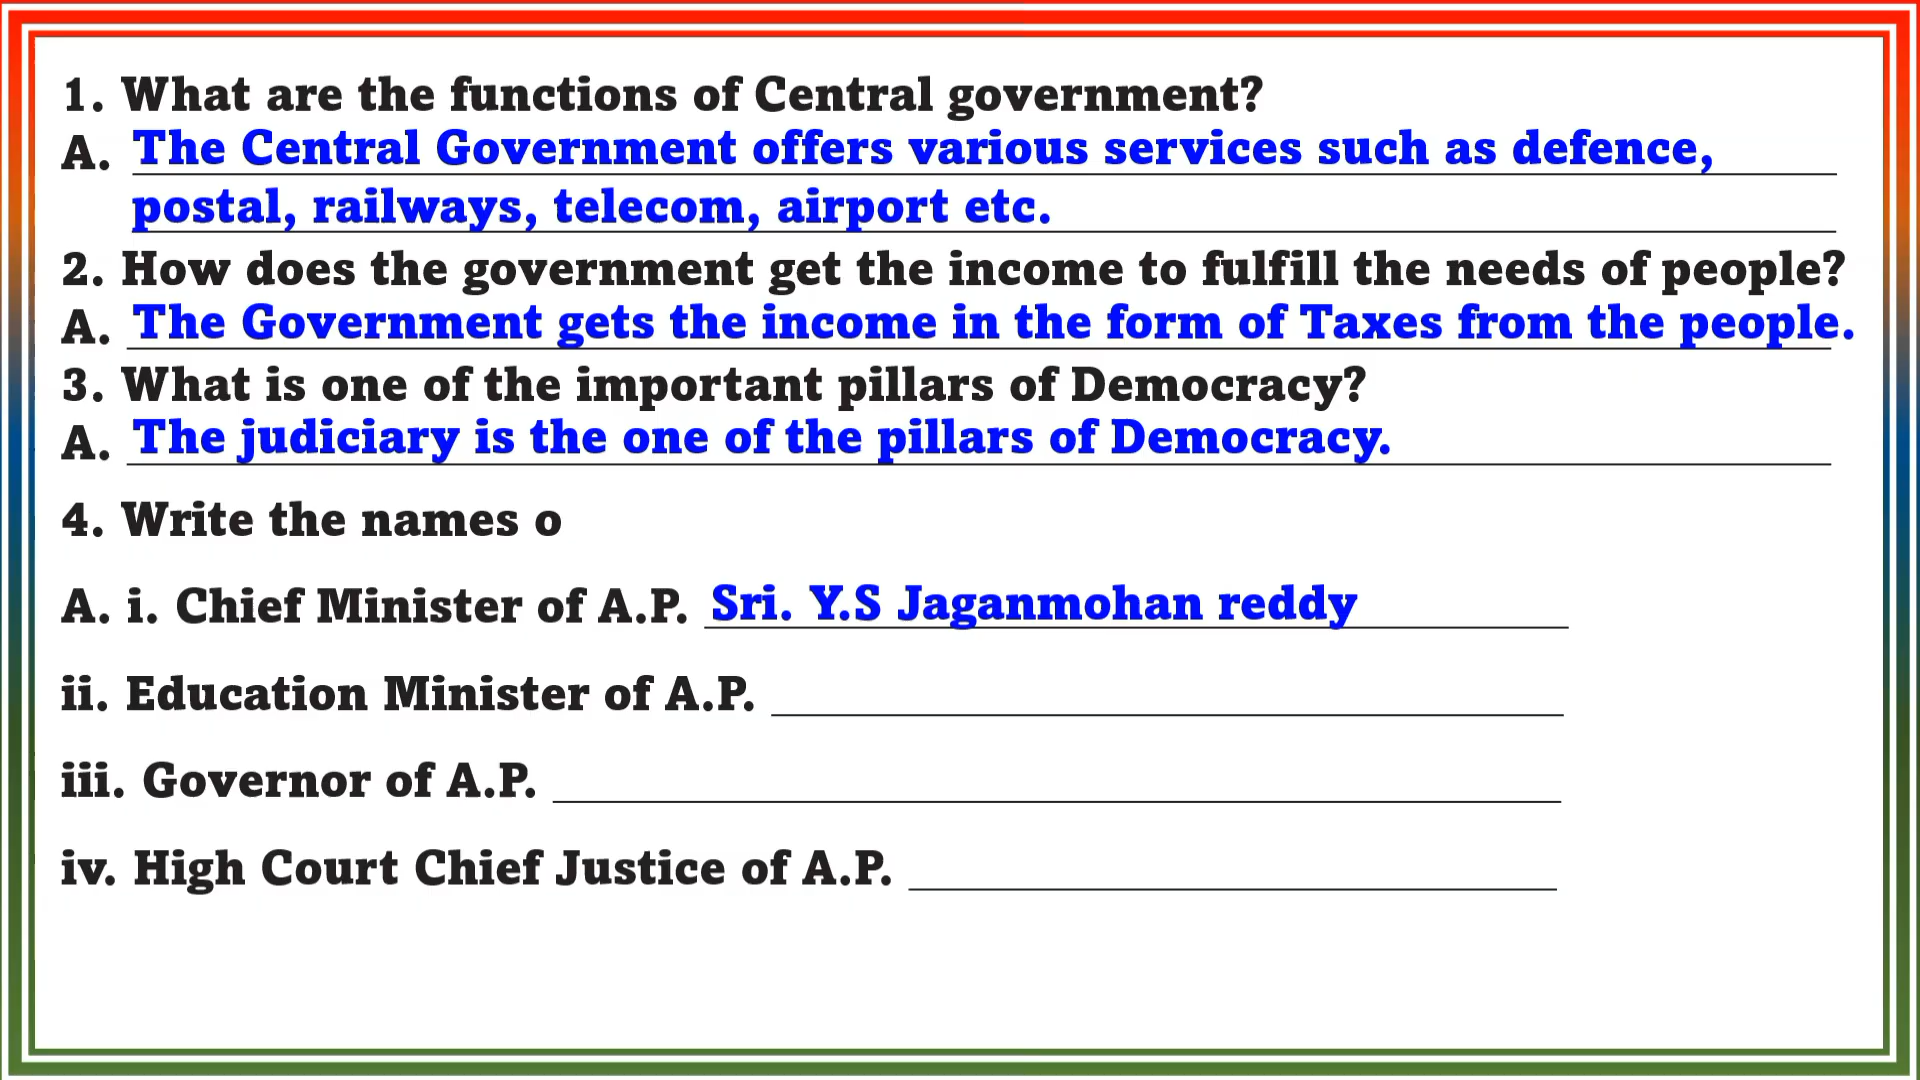 1. What are the functions of Central government?
A. The Central Government offers various services such as defence,
postal, railways, telecom, airport etc.
2. How does the government get the income to fulfill the needs of people?
A. The Government gets the income in the form of Taxes from the people.
3. What is one of the important pillars of Democracy?
A. The judiciary is the one of the pillars of Democracy.
4. Write the names o
A. i. Chief Minister of A.P. Sri. Y.S Jaganmohan reddy
ii. Education Minister of A.P.
iii. Governor of A.P.
iv. High Court Chief Justice of A.P.